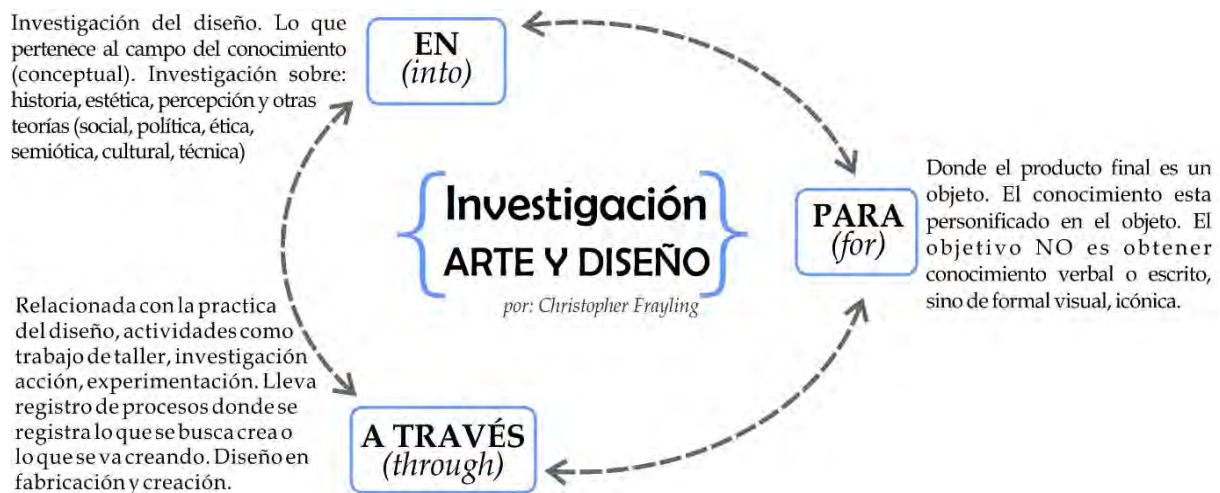 Investigación del diseño. Lo que
pertenece al campo del conocimiento
(conceptual). Investigación sobre:
historia, estética, percepción y otras
teorías (social, política, ética,
semiótica, cultural, técnica)
EN
(into)
Investigación
ARTE Y DISEÑO
por: Christopher Frayling
PARA
(for)
Donde el producto final es un
objeto. El conocimiento esta
personificado en el objeto. El
objetivo NO es obtener
conocimiento verbal o escrito,
sino de formal visual, icónica.
Relacionada con la practica
del diseño, actividades como
trabajo de taller, investigación
acción, experimentación. Lleva
registro de procesos donde se
registra lo que se busca crea o
lo que se va creando. Diseño en
fabricación y creación.
A TRAVÉS
(through)